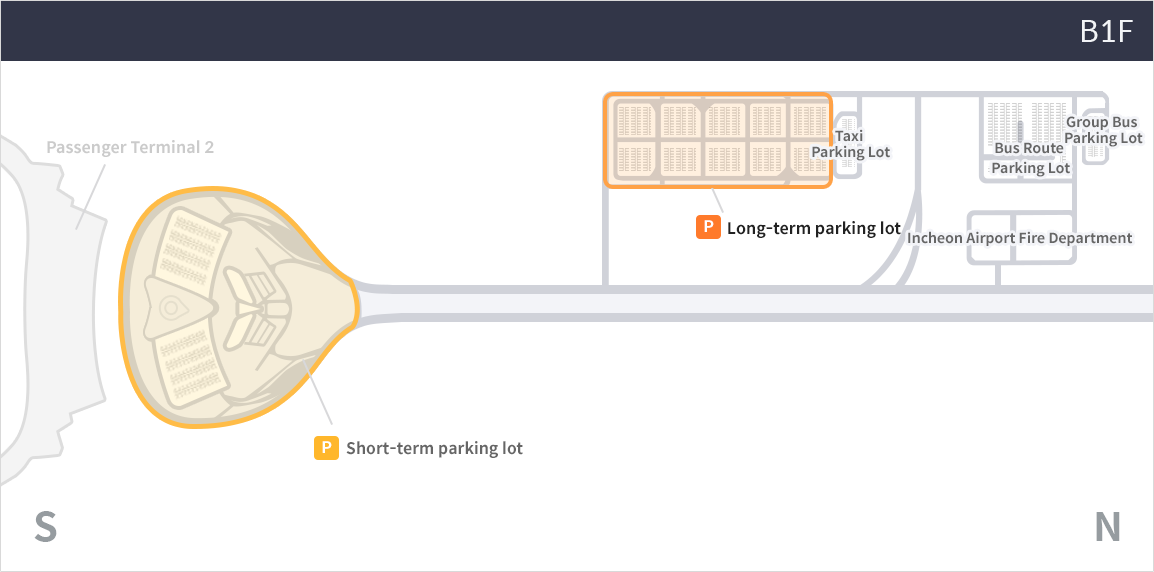 B1F
Passenger Terminal 2
Taxi
Parking Lot
Bus Route
Parking Lot
Group Bus
Parking Lot
P Long-term parking lot
Incheon Airport Fire Department
P Short-term parking lot
S
N